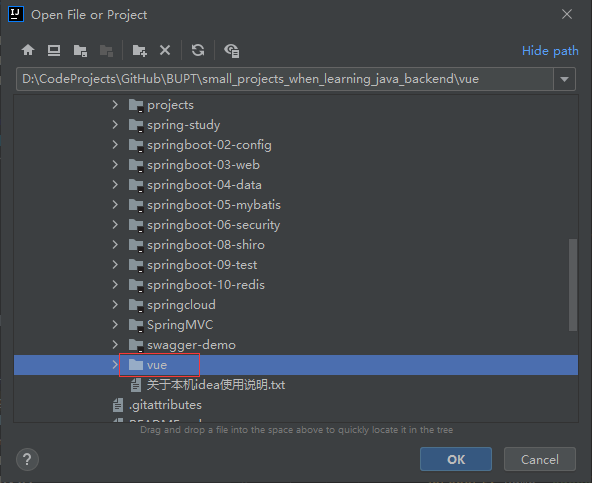 Open File or Project
Hide path
D:\CodeProjects\GitHub\BUPT\small_projects_when_learning_java_backend\vue
projects
spring-study
springboot-02-config
springboot-03-web
springboot-04-data
springboot-05-mybatis
springboot-06-security
springboot-08-shiro
springboot-09-test
springboot-10-redis
springcloud
SpringMVC
swagger-demo
vue
关于本机idea使用说明.txt
.gitattributes
Drag and drop a file into the space above to quickly locate it in the tree
?
OK
Cancel